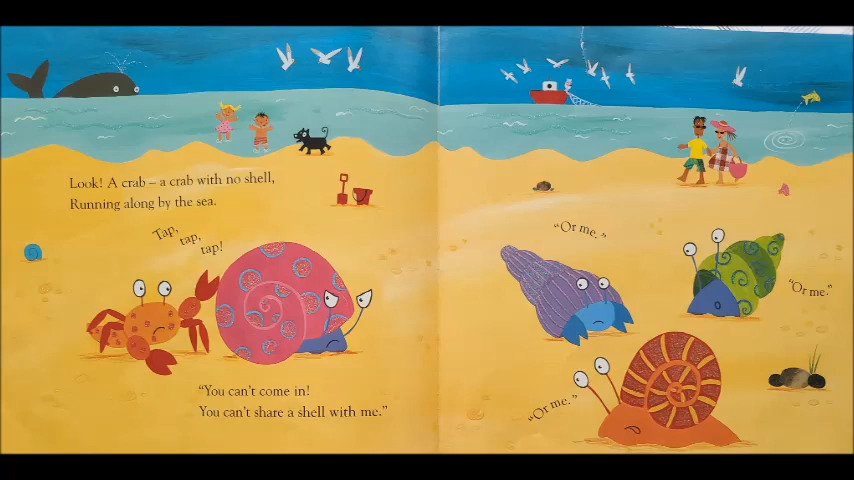 Look! A crab – a crab with no shell,
Running along by the sea.
Tap,
tap,
tap!
"You can't come in!
You can't share a shell with me."
"Or me."
"Or me."
"Or me."